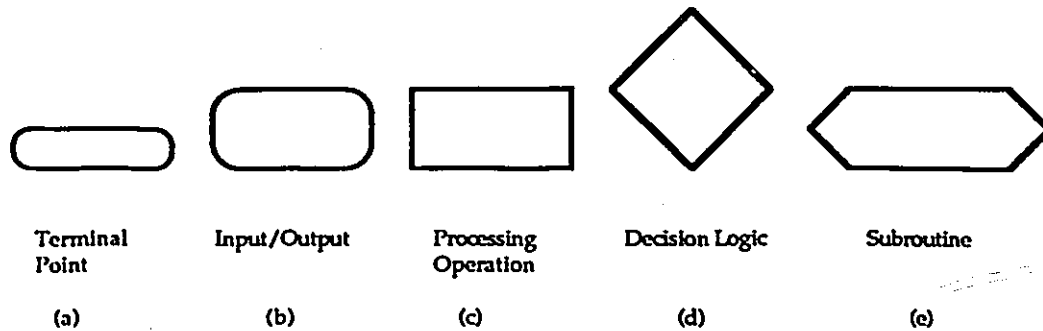 Terminal Point
Input/Output
Processing Operation
Decision Logic
Subroutine
(a)
(b)
(c)
(d)
(e)